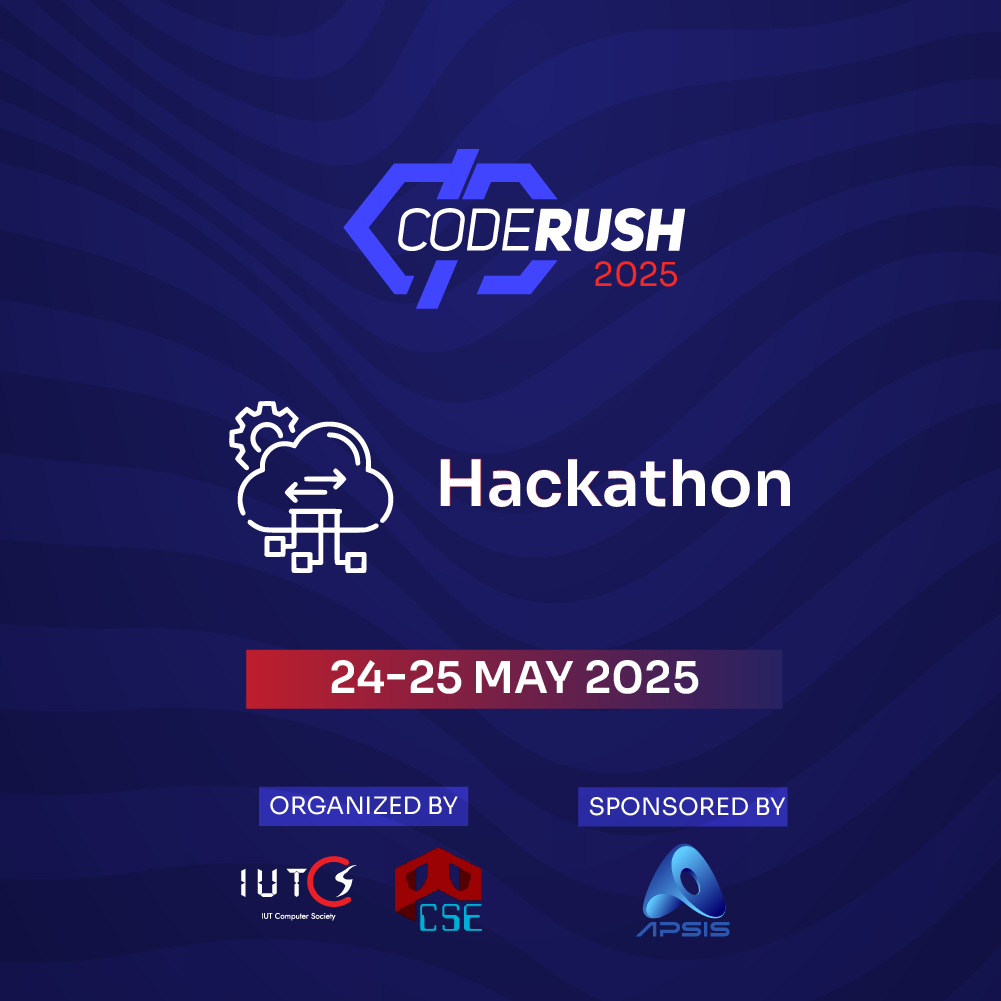 CODERUSH
2025
Hackathon
24-25 MAY 2025
ORGANIZED BY
SPONSORED BY
IUTCS
IUT Computer Society
CSE
APSIS